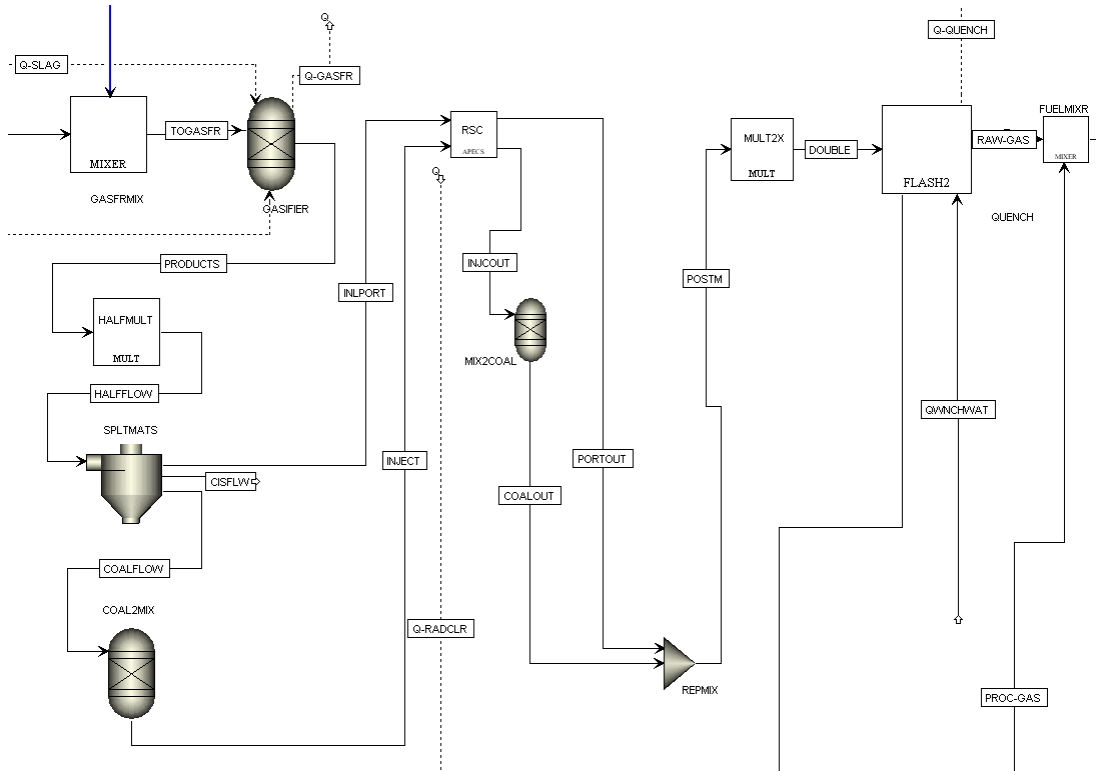 Q
Q-QUENCH
Q-SLAG
Q-GASFR
FUELMIXR
TOGASFR
RSC
MULT2X
DOUBLE
RAW-GAS
APECS
MIXER
MIXER
MULT
FLASH2
Q
GASFRMIX
GASIFIER
QUENCH
PRODUCTS
INJCOUT
POSTM
INLPORT
HALFMULT
MULT
MIX2COAL
HALFFLOW
QWNCHWAT
SPLTMATS
INJECT
PORTOUT
CISFLW
COALOUT
COALFLOW
COAL2MIX
Q-RADCLR
REPMIX
PROC-GAS